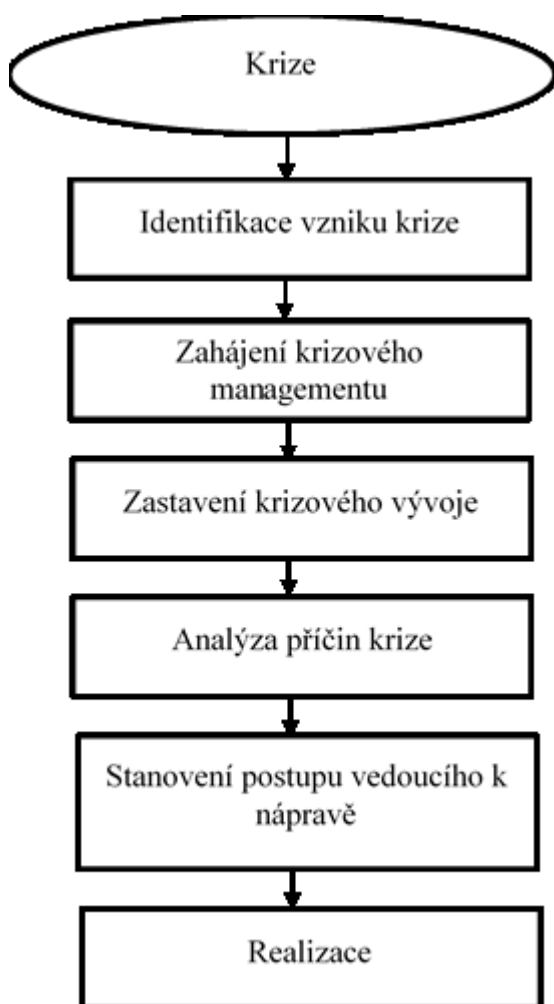 Krize
Identifikace vzniku krize
Zahájení krizového
managementu
Zastavení krizového vývoje
Analýza příčin krize
Stanovení postupu vedoucího k
nápravě
Realizace